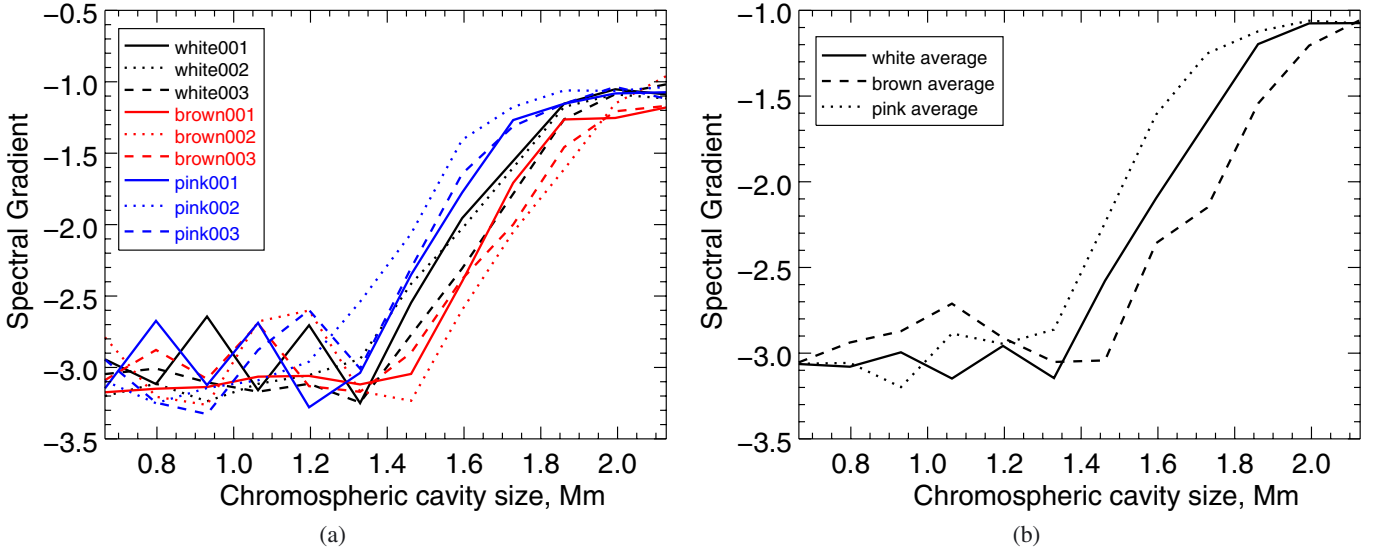 −0.5
−1.0
−1.5
−2.0
−2.5
−3.0
−3.5
Spectral Gradient
white001
white002
white003
brown001
brown002
brown003
pink001
pink002
pink003
0.8 1.0 1.2 1.4 1.6 1.8 2.0
Chromospheric cavity size, Mm
(a)
−1.0
−1.5
−2.0
−2.5
−3.0
−3.5
Spectral Gradient
white average
brown average
pink average
0.8 1.0 1.2 1.4 1.6 1.8 2.0
Chromospheric cavity size, Mm
(b)